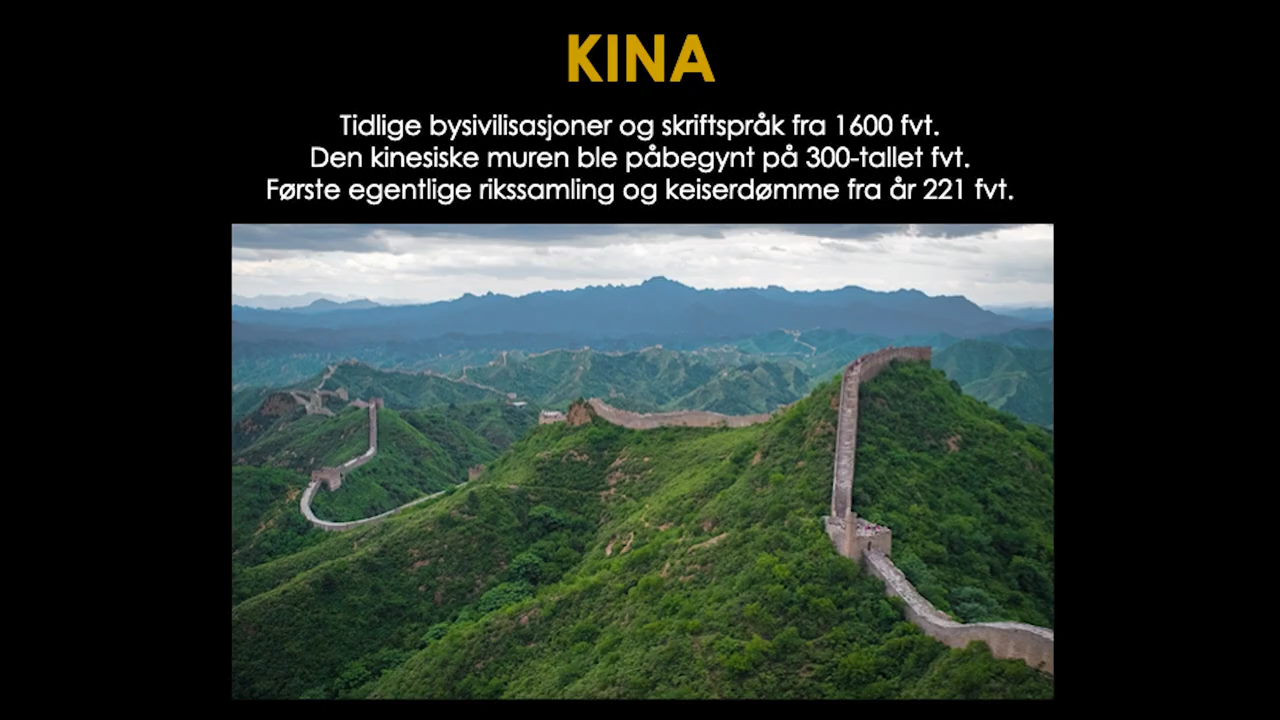 KINA
Tidlige bysivilisasjoner og skriftspråk fra 1600 fvt.
Den kinesiske muren ble påbegynt på 300-tallet fvt.
Første egentlige rikssamling og keiserdømme fra år 221 fvt.